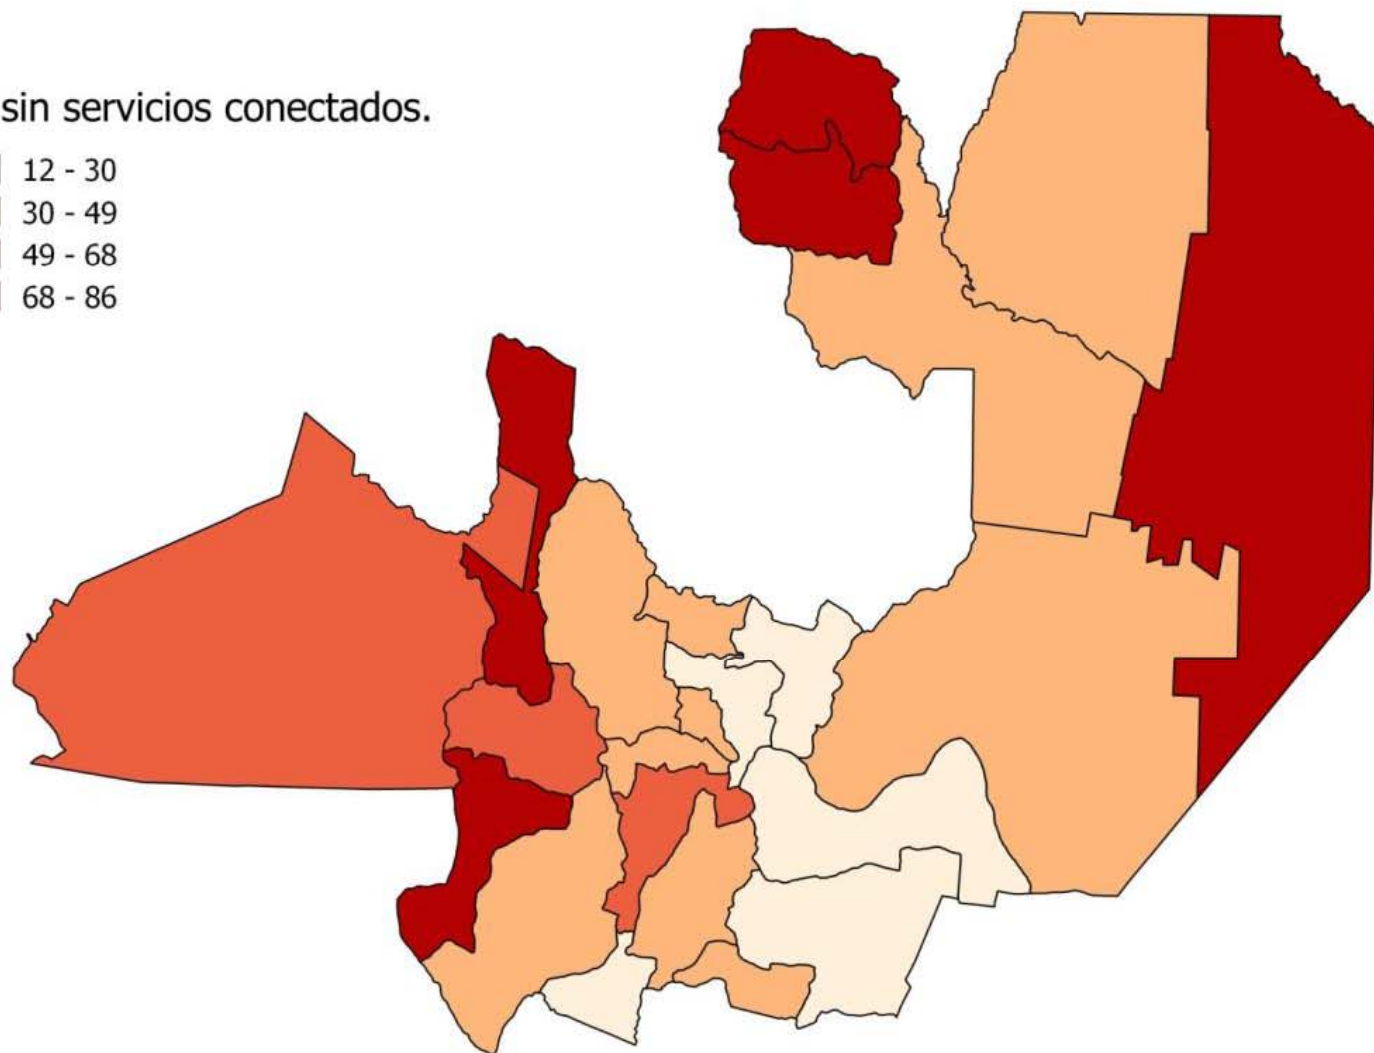 sin servicios conectados.
12 - 30
30 - 49
49 - 68
68 - 86